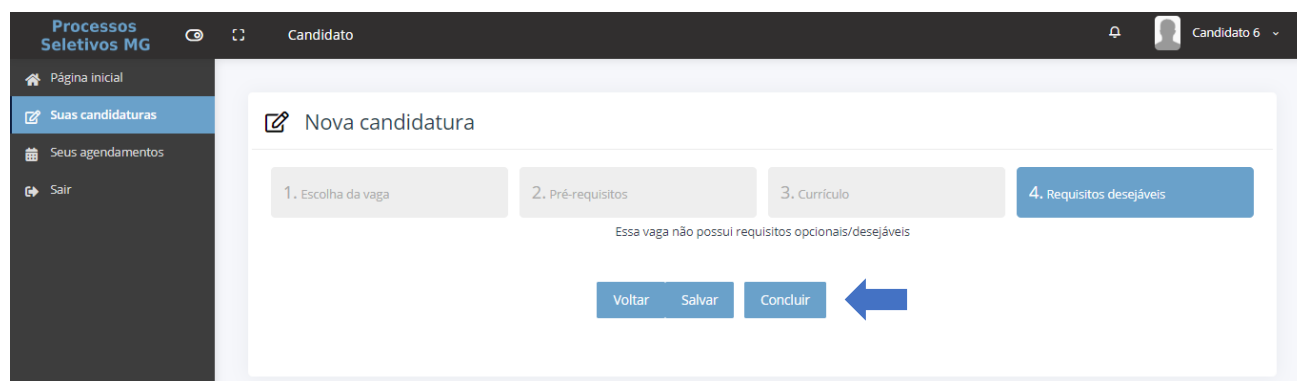 Processos
Seletivos MG
Candidato
Candidato 6
Página inicial
Suas candidaturas
Seus agendamentos
Sair
Nova candidatura
1. Escolha da vaga
2. Pré-requisitos
3. Currículo
4. Requisitos desejáveis
Essa vaga não possui requisitos opcionais/desejáveis
Voltar
Salvar
Concluir